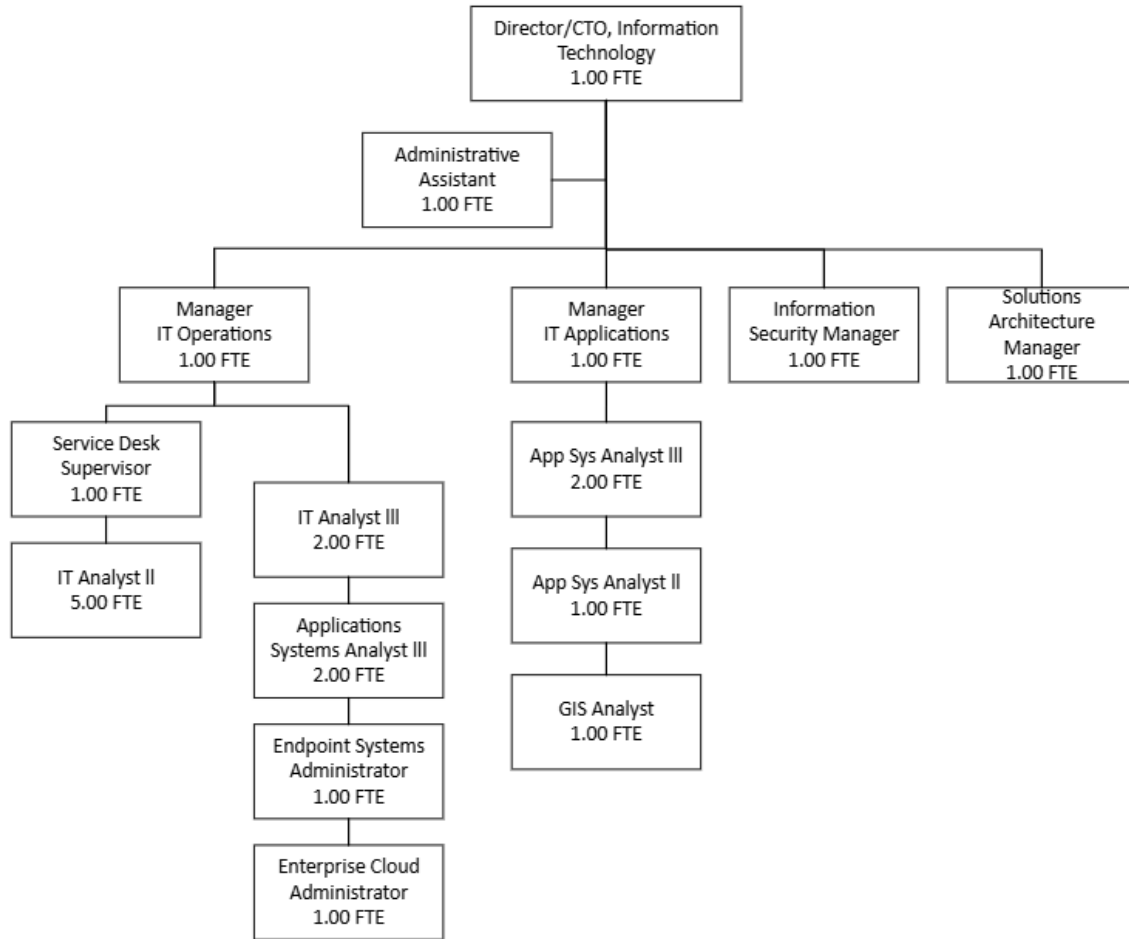 Director/CTO, Information
Technology
1.00 FTE
Administrative
Assistant
1.00 FTE
Manager
IT Operations
1.00 FTE
Manager
IT Applications
1.00 FTE
Information
Security Manager
1.00 FTE
Solutions
Architecture
Manager
1.00 FTE
Service Desk
Supervisor
1.00 FTE
IT Analyst ll
5.00 FTE
IT Analyst lll
2.00 FTE
Applications
Systems Analyst lll
2.00 FTE
Endpoint Systems
Administrator
1.00 FTE
Enterprise Cloud
Administrator
1.00 FTE
App Sys Analyst lll
2.00 FTE
App Sys Analyst ll
1.00 FTE
GIS Analyst
1.00 FTE